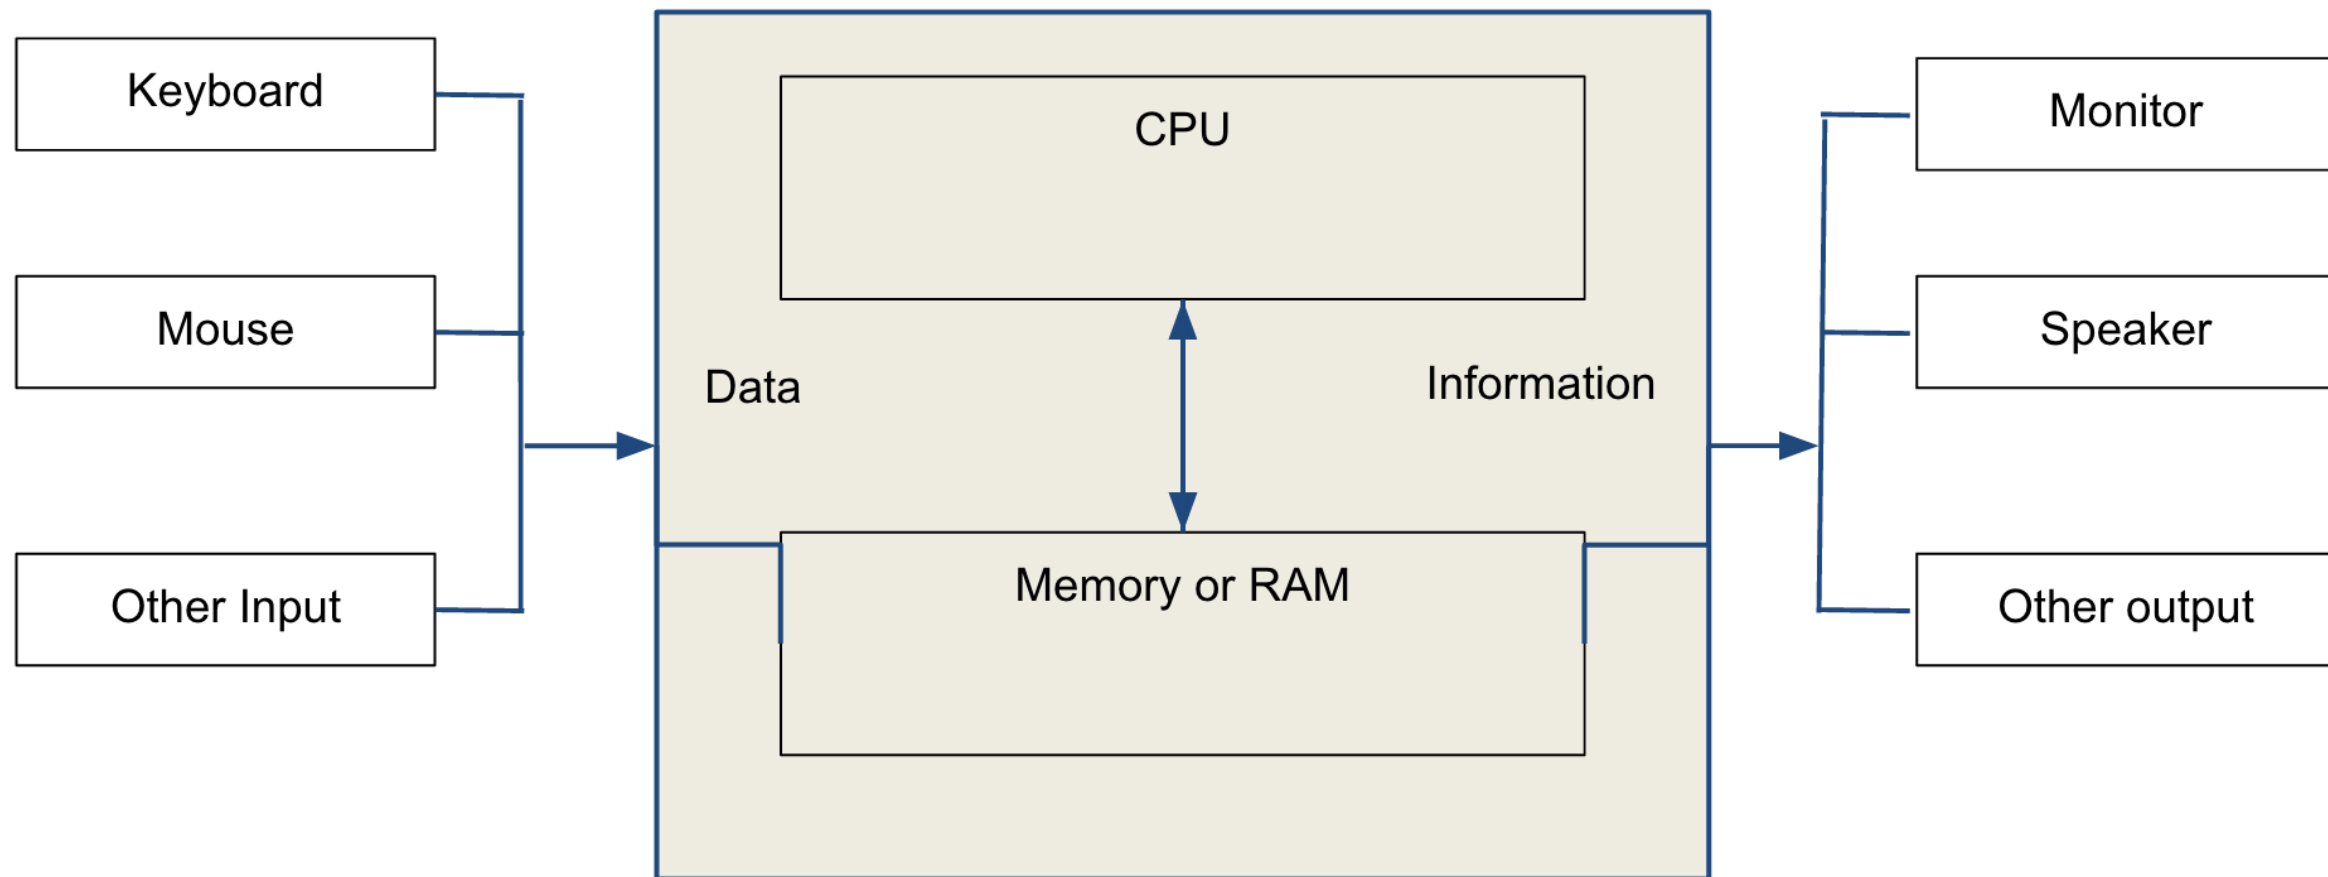 Keyboard
Mouse
Other Input
CPU
Data
Information
Memory or RAM
Monitor
Speaker
Other output